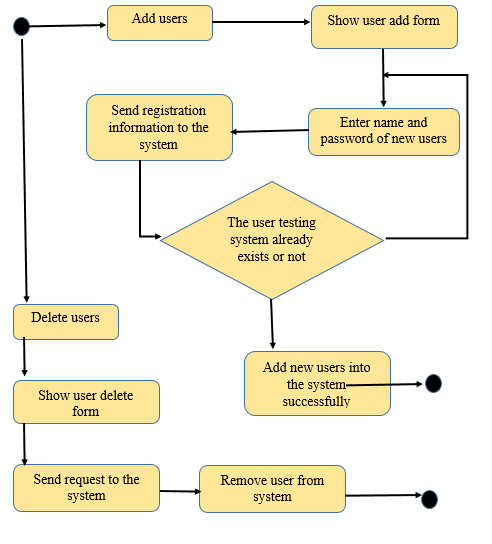 Add users
Show user add form
Send registration
information to the
system
Enter name and
password of new users
The user testing
system already
exists or not
Delete users
Add new users into
the system
successfully
Show user delete
form
Send request to the
system
Remove user from
system